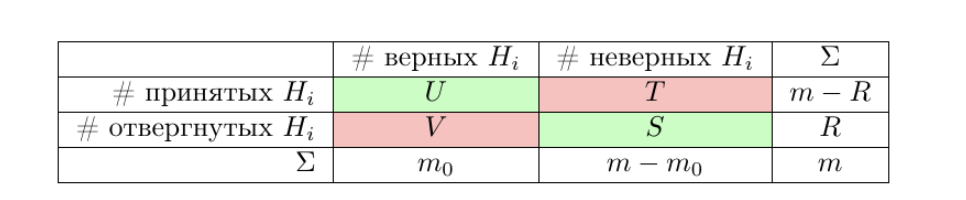 # верных H_i # неверных H_i Σ
# принятых H_i U T m − R
# отвергнутых H_i V S R
Σ m_0 m − m_0 m